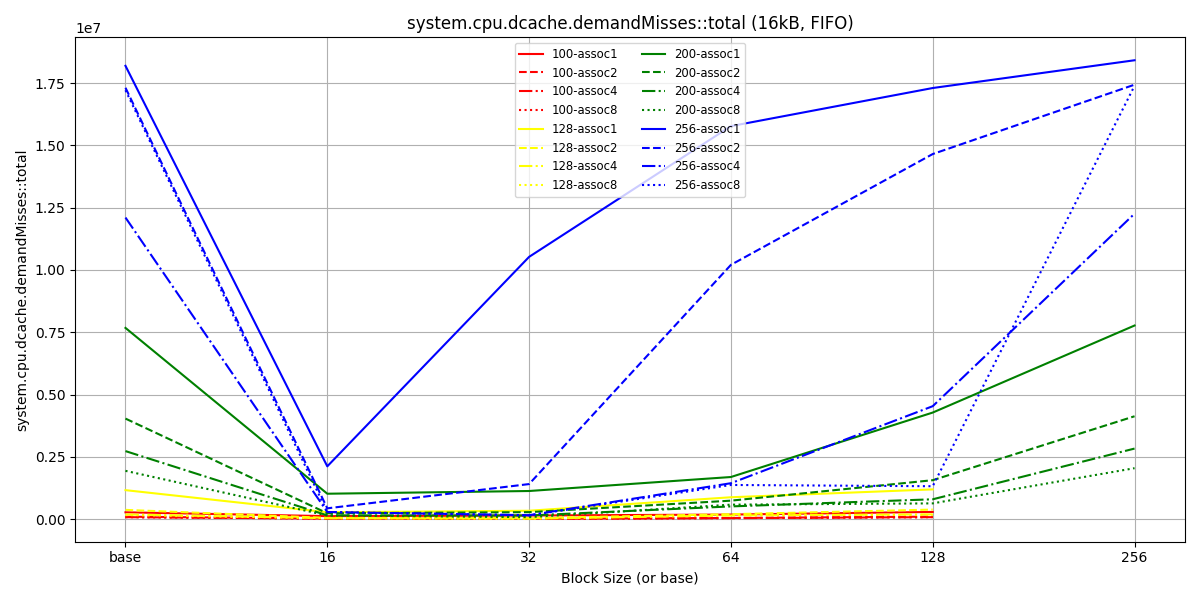 system.cpu.dcache.demandMisses::total (16kB, FIFO)
1e7
1.75
1.50
1.25
1.00
0.75
0.50
0.25
0.00
system.cpu.dcache.demandMisses::total
100-assoc1
100-assoc2
100-assoc4
100-assoc8
128-assoc1
128-assoc2
128-assoc4
128-assoc8
200-assoc1
200-assoc2
200-assoc4
200-assoc8
256-assoc1
256-assoc2
256-assoc4
256-assoc8
base 16 32 64 128 256
Block Size (or base)